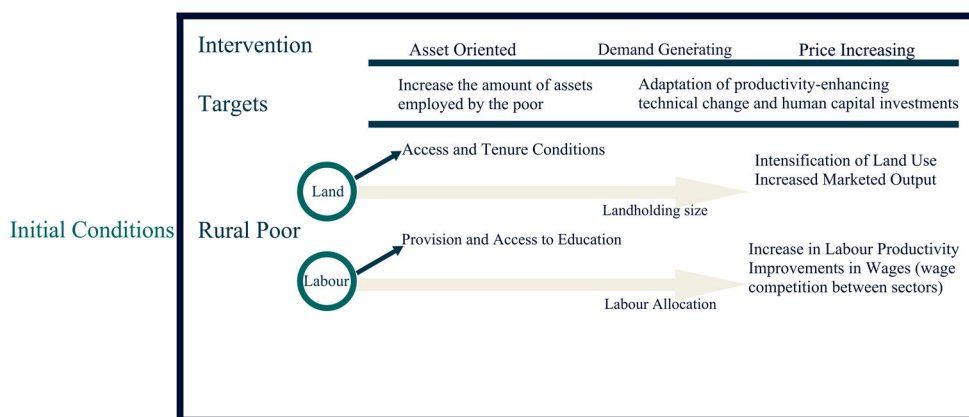 Intervention
Asset Oriented
Demand Generating
Price Increasing
Targets
Increase the amount of assets
employed by the poor
Adaptation of productivity-enhancing
technical change and human capital investments
Access and Tenure Conditions
Land
Landholding size
Intensification of Land Use
Increased Marketed Output
Initial Conditions
Rural Poor
Provision and Access to Education
Labour
Labour Allocation
Increase in Labour Productivity
Improvements in Wages (wage
competition between sectors)